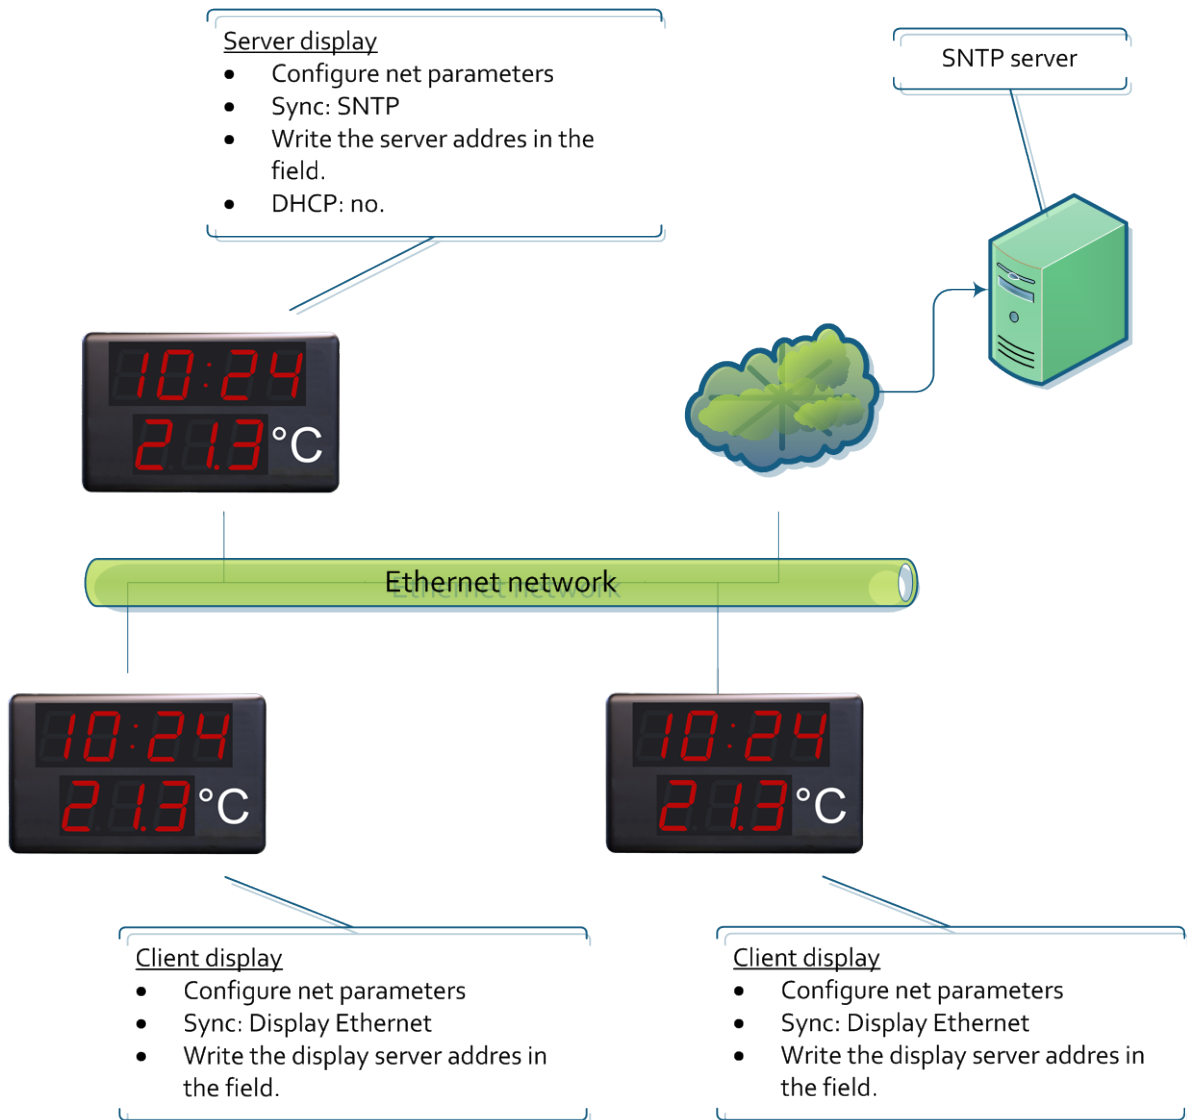 Server display
• Configure net parameters
• Sync: SNTP
• Write the server addres in the
field.
• DHCP: no.
SNTP server
10:24
21.3 °C
Ethernet network
10:24
21.3 °C
10:24
21.3 °C
Client display
• Configure net parameters
• Sync: Display Ethernet
• Write the display server addres in
the field.
Client display
• Configure net parameters
• Sync: Display Ethernet
• Write the display server addres in
the field.